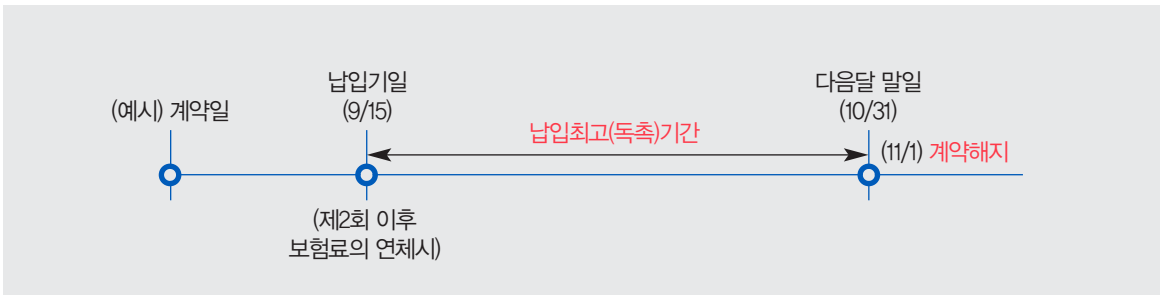 (예시) 계약일
납입기일
(9/15)
납입최고(독촉)기간
다음달 말일
(10/31)
(11/1) 계약해지
(제2회 이후
보험료의 연체시)